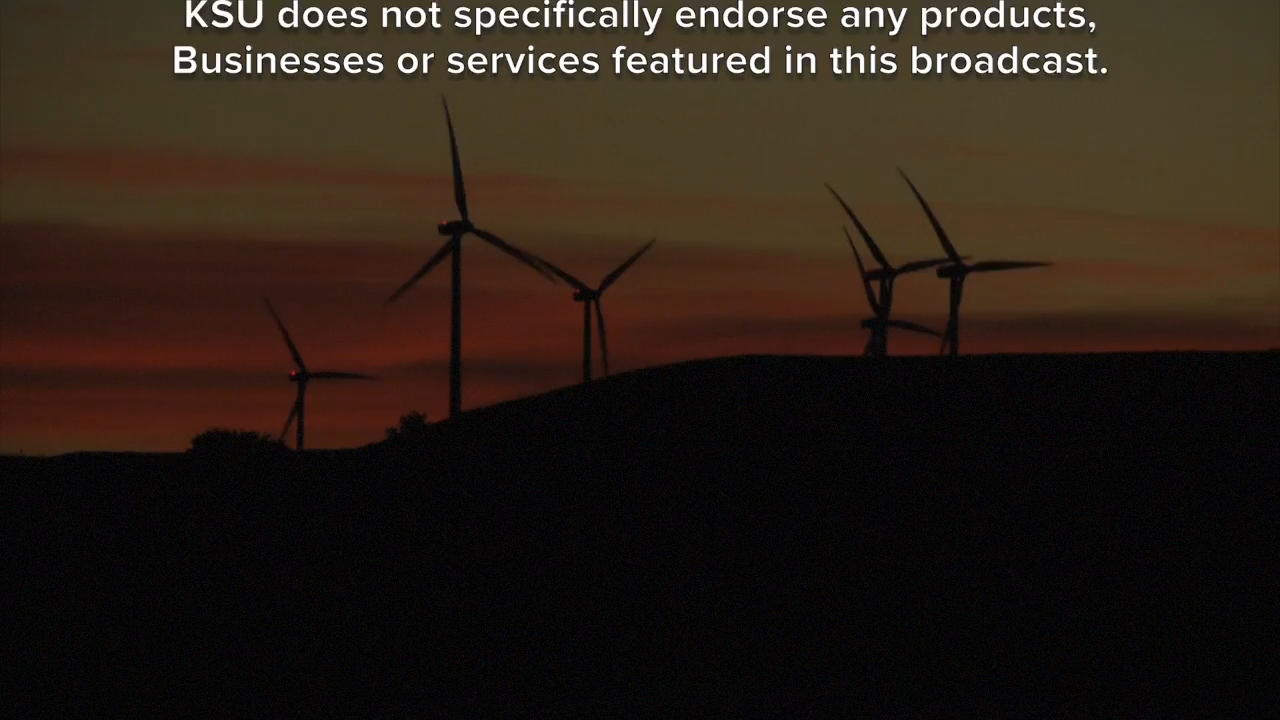 KSU does not specifically endorse any products,
Businesses or services featured in this broadcast.